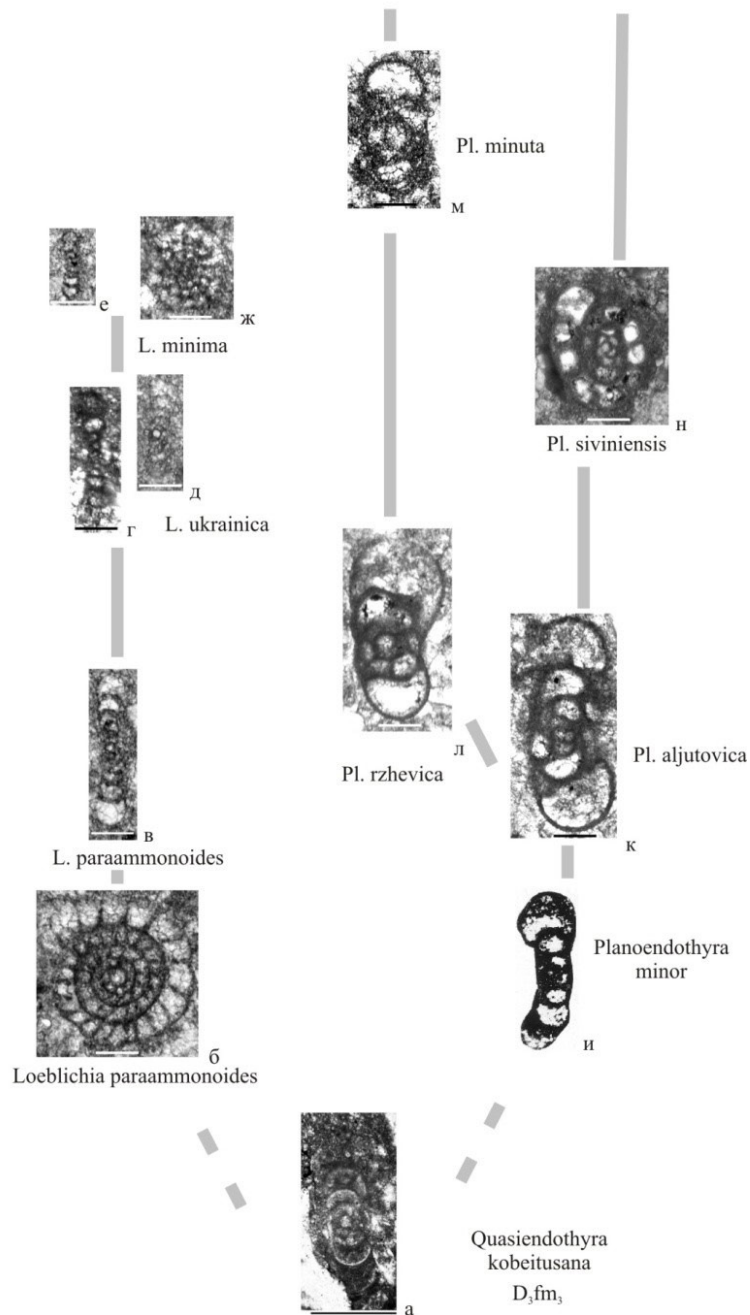 Pl. minuta
м
е
ж
L. minima
Pl. siviniensis
н
г
д
L. ukrainica
Pl. rzhevica
л
Pl. aljutovica
к
в
L. paraammonoides
б
Loeblichia paraammonoides
Planoendothyra
minor
и
Quasiendothyra
kobeitusana
D₃fm₃
а